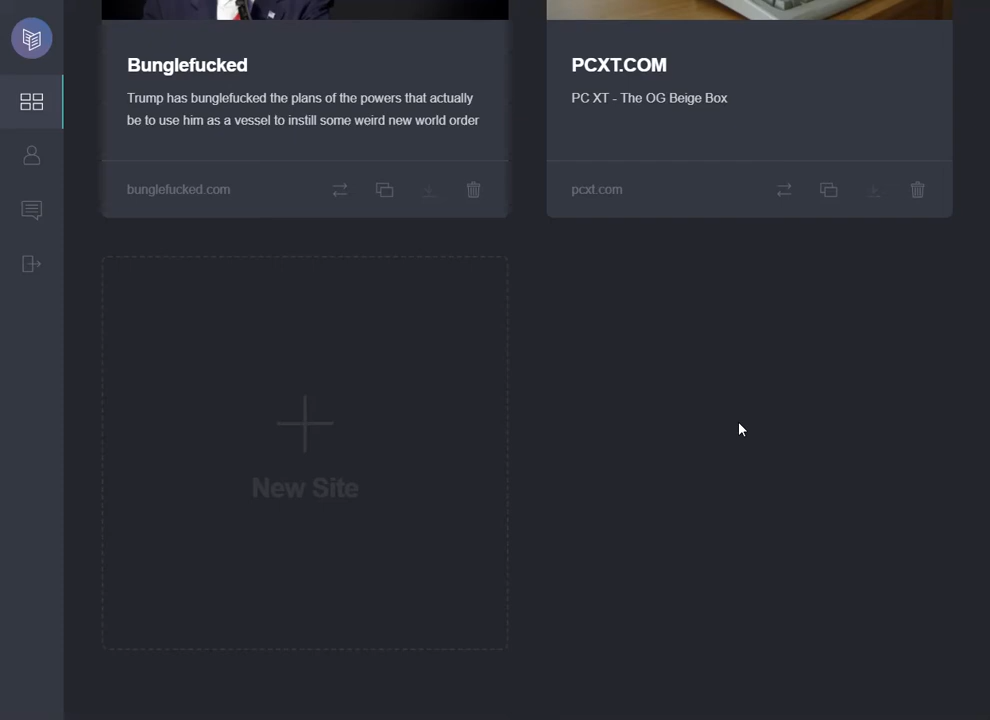 Bunglefucked
Trump has bunglefucked the plans of the powers that actually
be to use him as a vessel to instill some weird new world order
bunglefucked.com
PCXT.COM
PC XT - The OG Beige Box
pcxt.com
New Site